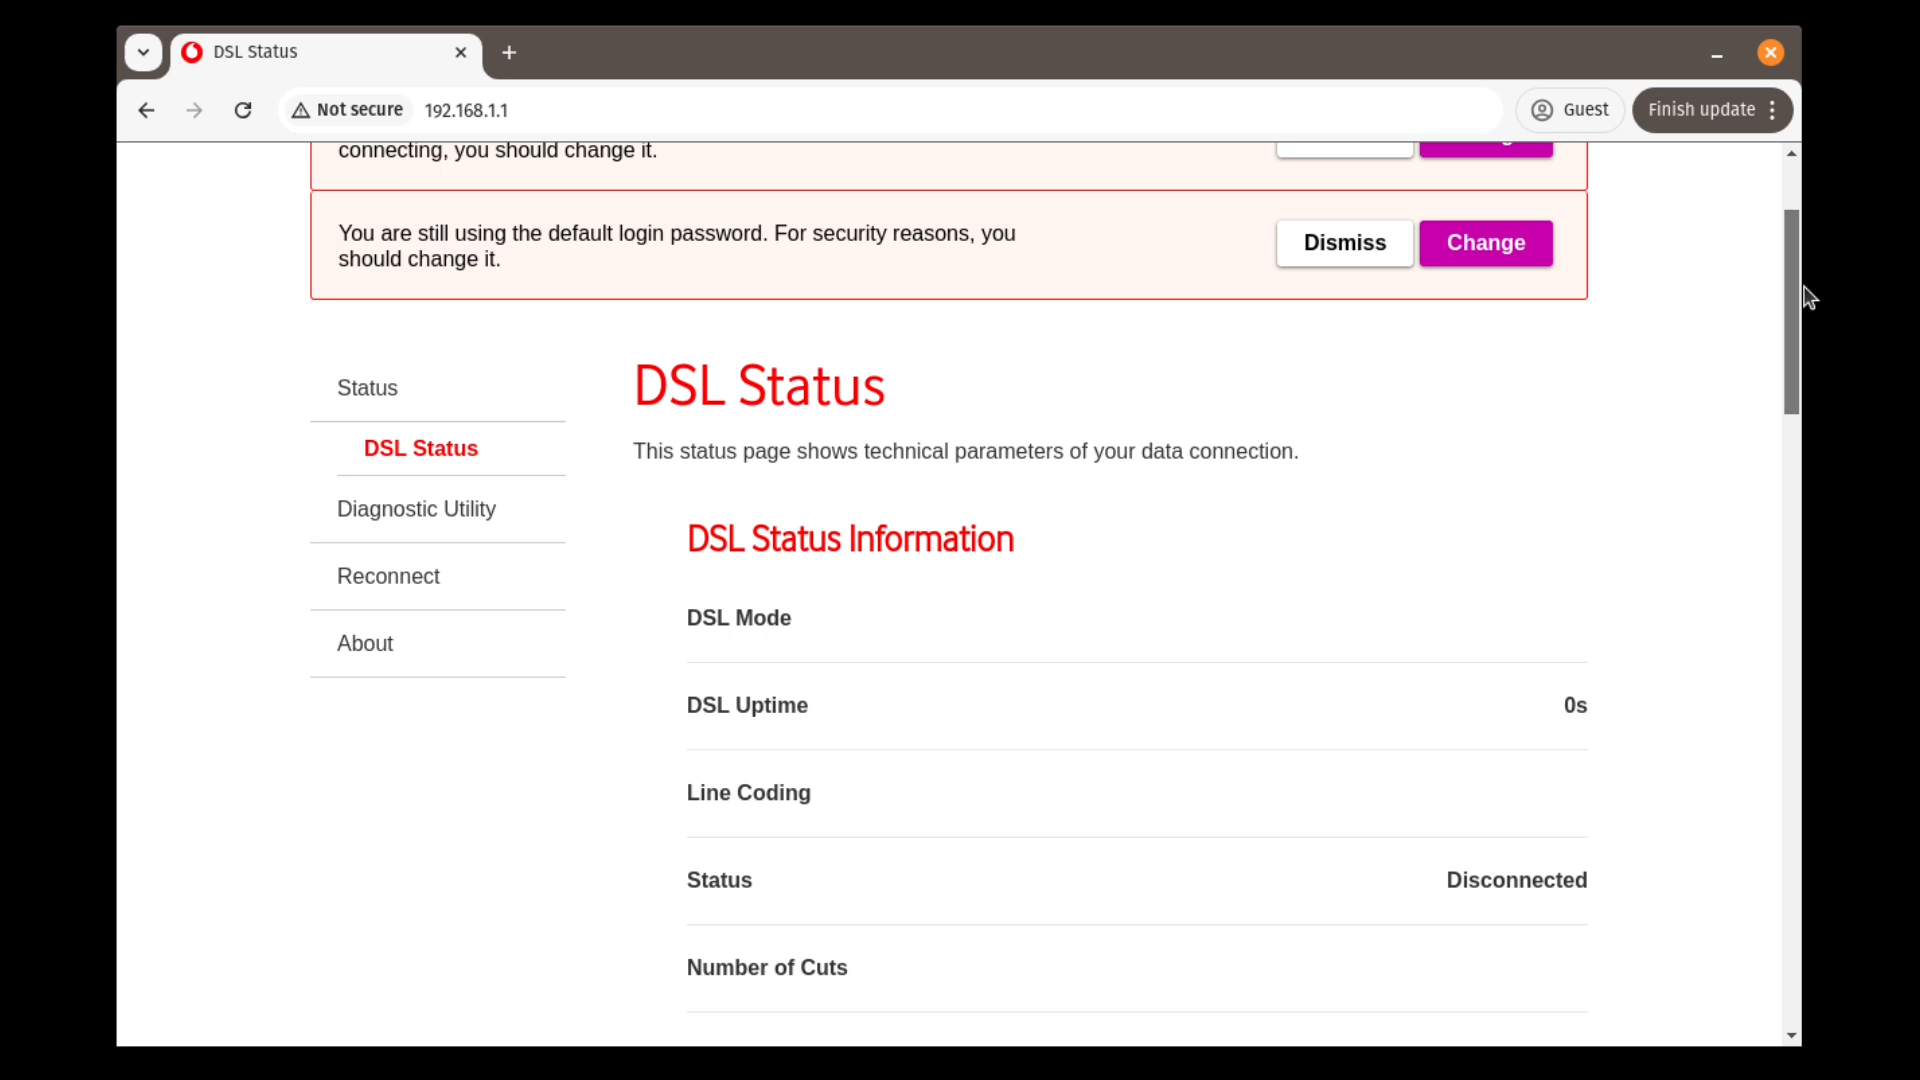 DSL Status
Not secure 192.168.1.1 Guest Finish update
connecting, you should change it.
You are still using the default login password. For security reasons, you
should change it.
Dismiss Change
Status
DSL Status
Diagnostic Utility
Reconnect
About
DSL Status
This status page shows technical parameters of your data connection.
DSL Status Information
DSL Mode
DSL Uptime 0s
Line Coding
Status Disconnected
Number of Cuts